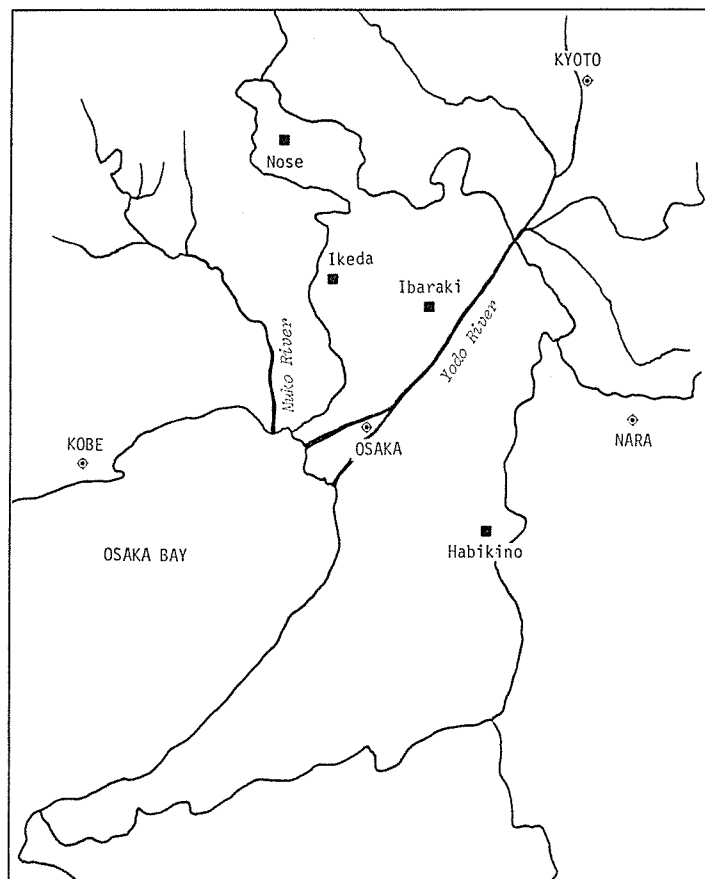 KYOTO
Nose
Ikeda
Ibaraki
Muko River
Yodo River
KOBE
OSAKA
NARA
OSAKA BAY
Habikino